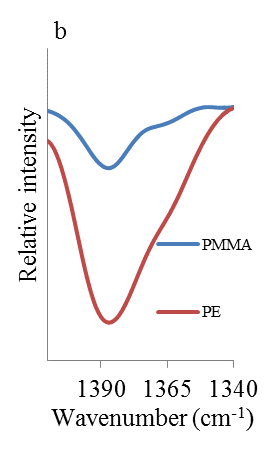 b
Relative intensity
PMMA
PE
1390 1365 1340
Wavenumber (cm⁻¹)